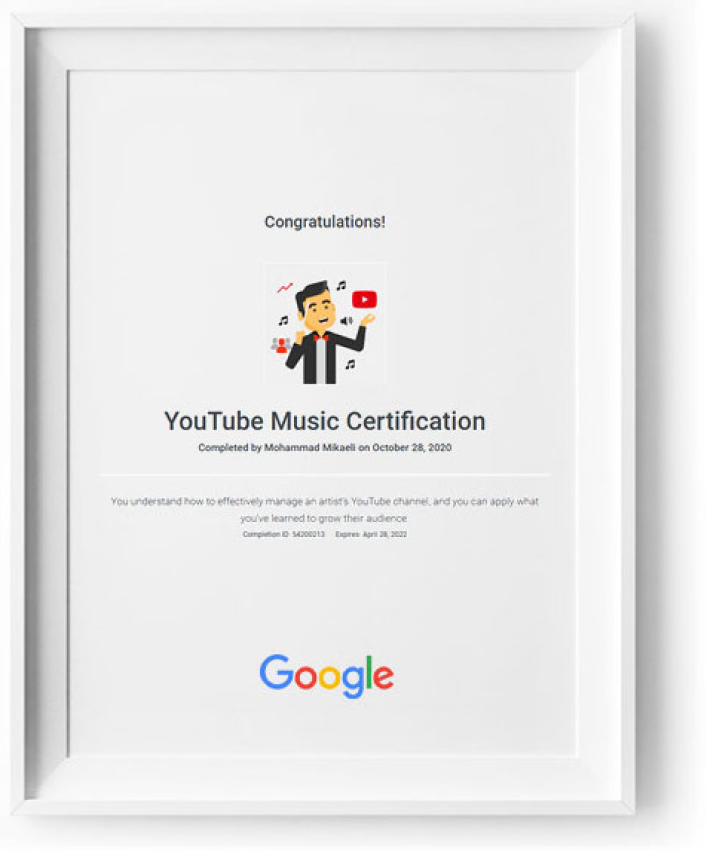 Congratulations!
YouTube Music Certification
Completed by Mohammad Mikaeli on October 28, 2020
You understand how to effectively manage an artist's YouTube channel, and you can apply what
you've learned to grow their audience
Completion ID: 54200213 Expires: April 28, 2022
Google